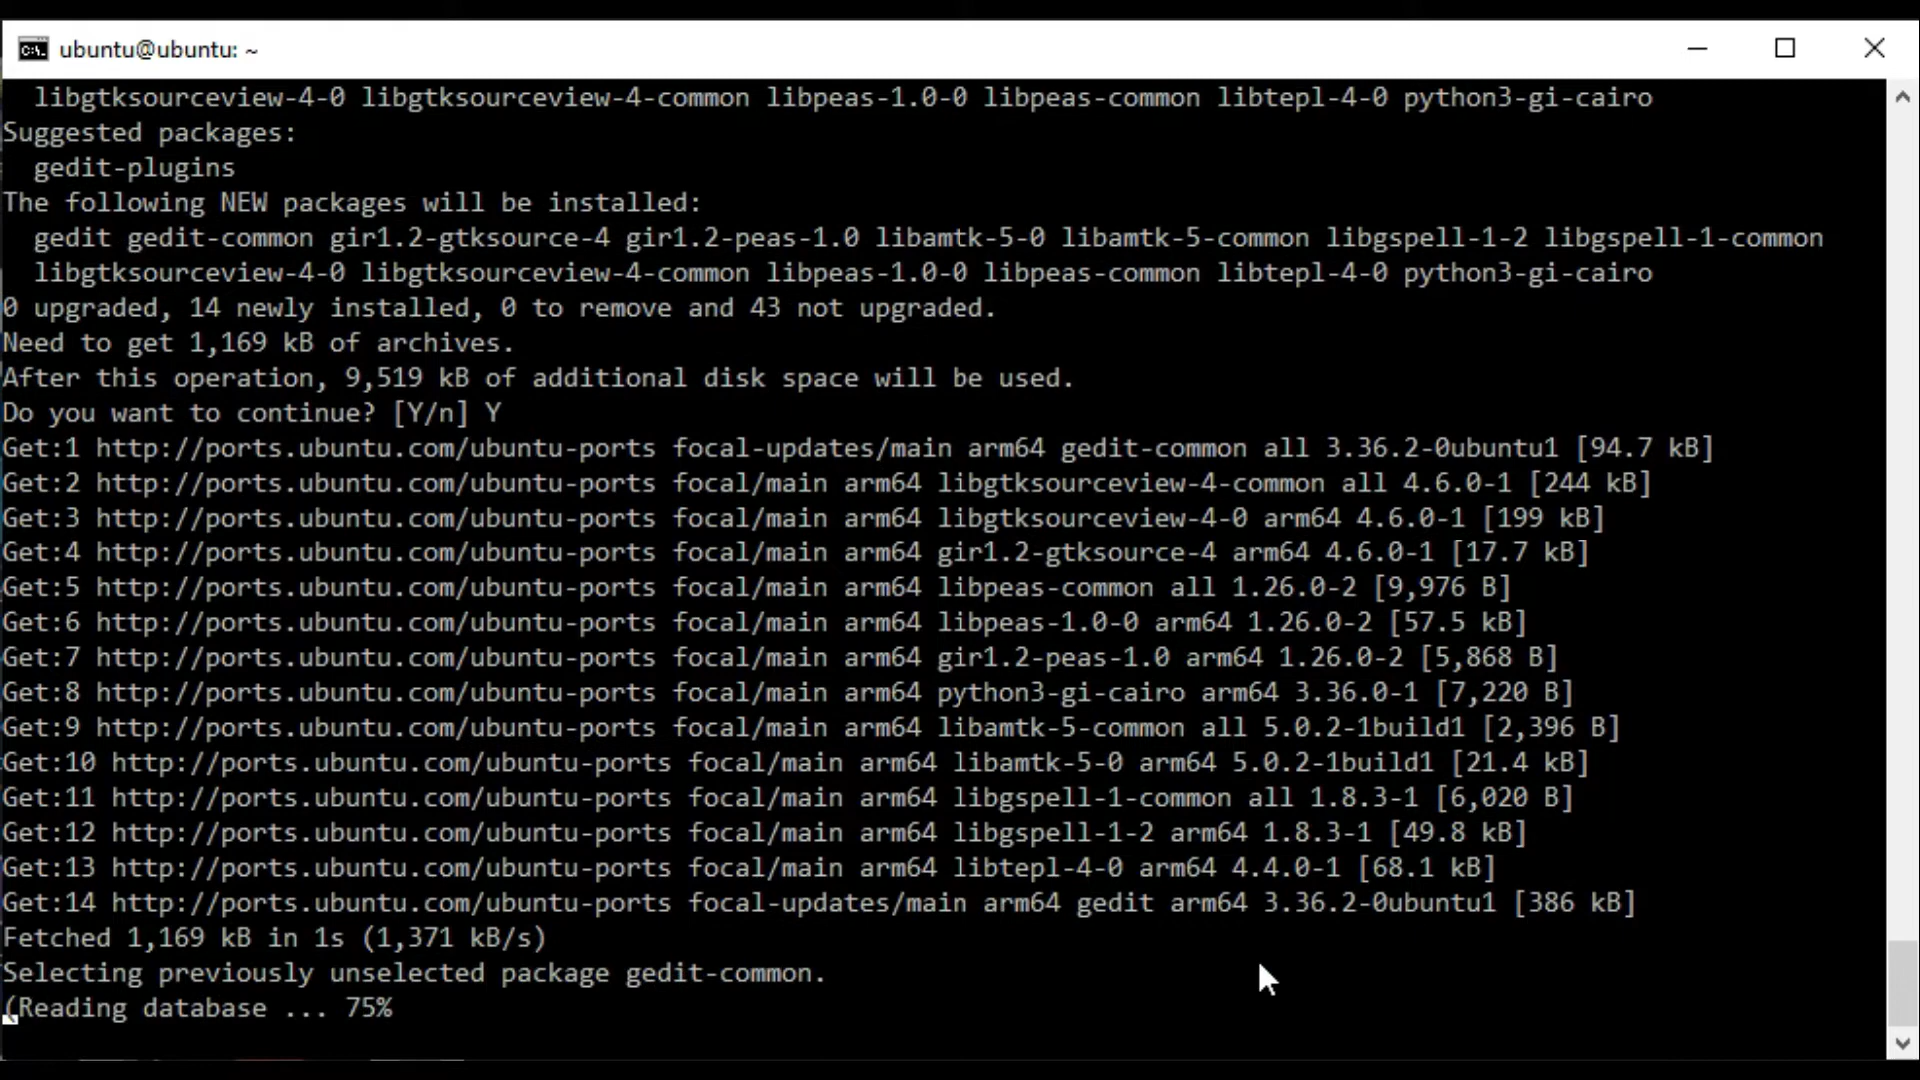 ubuntu@ubuntu: ~
libgtksourceview-4-0 libgtksourceview-4-common libpeas-1.0-0 libpeas-common libtepl-4-0 python3-gi-cairo
Suggested packages:
gedit-plugins
The following NEW packages will be installed:
gedit gedit-common gir1.2-gtksource-4 gir1.2-peas-1.0 libamtk-5-0 libamtk-5-common libgspell-1-2 libgspell-1-common
libgtksourceview-4-0 libgtksourceview-4-common libpeas-1.0-0 libpeas-common libtepl-4-0 python3-gi-cairo
0 upgraded, 14 newly installed, 0 to remove and 43 not upgraded.
Need to get 1,169 kB of archives.
After this operation, 9,519 kB of additional disk space will be used.
Do you want to continue? [Y/n] Y
Get:1 http://ports.ubuntu.com/ubuntu-ports focal-updates/main arm64 gedit-common all 3.36.2-0ubuntu1 [94.7 kB]
Get:2 http://ports.ubuntu.com/ubuntu-ports focal/main arm64 libgtksourceview-4-common all 4.6.0-1 [244 kB]
Get:3 http://ports.ubuntu.com/ubuntu-ports focal/main arm64 libgtksourceview-4-0 arm64 4.6.0-1 [199 kB]
Get:4 http://ports.ubuntu.com/ubuntu-ports focal/main arm64 gir1.2-gtksource-4 arm64 4.6.0-1 [17.7 kB]
Get:5 http://ports.ubuntu.com/ubuntu-ports focal/main arm64 libpeas-common all 1.26.0-2 [9,976 B]
Get:6 http://ports.ubuntu.com/ubuntu-ports focal/main arm64 libpeas-1.0-0 arm64 1.26.0-2 [57.5 kB]
Get:7 http://ports.ubuntu.com/ubuntu-ports focal/main arm64 gir1.2-peas-1.0 arm64 1.26.0-2 [5,868 B]
Get:8 http://ports.ubuntu.com/ubuntu-ports focal/main arm64 python3-gi-cairo arm64 3.36.0-1 [7,220 B]
Get:9 http://ports.ubuntu.com/ubuntu-ports focal/main arm64 libamtk-5-common all 5.0.2-1build1 [2,396 B]
Get:10 http://ports.ubuntu.com/ubuntu-ports focal/main arm64 libamtk-5-0 arm64 5.0.2-1build1 [21.4 kB]
Get:11 http://ports.ubuntu.com/ubuntu-ports focal/main arm64 libgspell-1-common all 1.8.3-1 [6,020 B]
Get:12 http://ports.ubuntu.com/ubuntu-ports focal/main arm64 libgspell-1-2 arm64 1.8.3-1 [49.8 kB]
Get:13 http://ports.ubuntu.com/ubuntu-ports focal/main arm64 libtepl-4-0 arm64 4.4.0-1 [68.1 kB]
Get:14 http://ports.ubuntu.com/ubuntu-ports focal-updates/main arm64 gedit arm64 3.36.2-0ubuntu1 [386 kB]
Fetched 1,169 kB in 1s (1,371 kB/s)
Selecting previously unselected package gedit-common.
(Reading database ... 75%